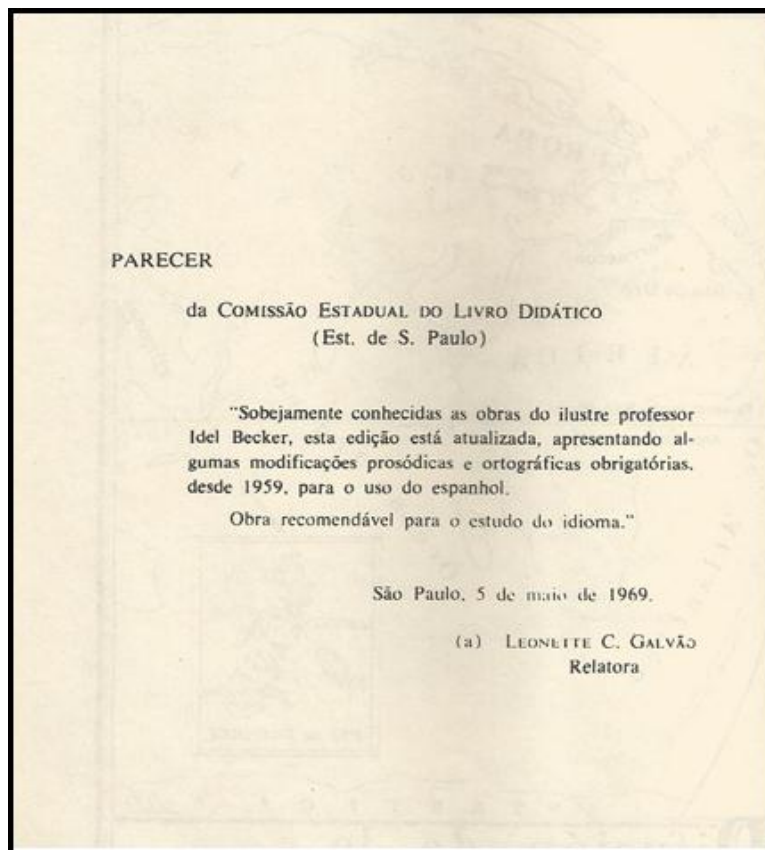 PARECER
da COMISSÃO ESTADUAL DO LIVRO DIDÁTICO
(Est. de S. Paulo)
"Sobejamente conhecidas as obras do ilustre professor
Idel Becker, esta edição está atualizada, apresentando al-
gumas modificações prosódicas e ortográficas obrigatórias,
desde 1959, para o uso do espanhol.
Obra recomendável para o estudo do idioma."
São Paulo, 5 de maio de 1969.
(a) LEONETTE C. GALVÃO
Relatora